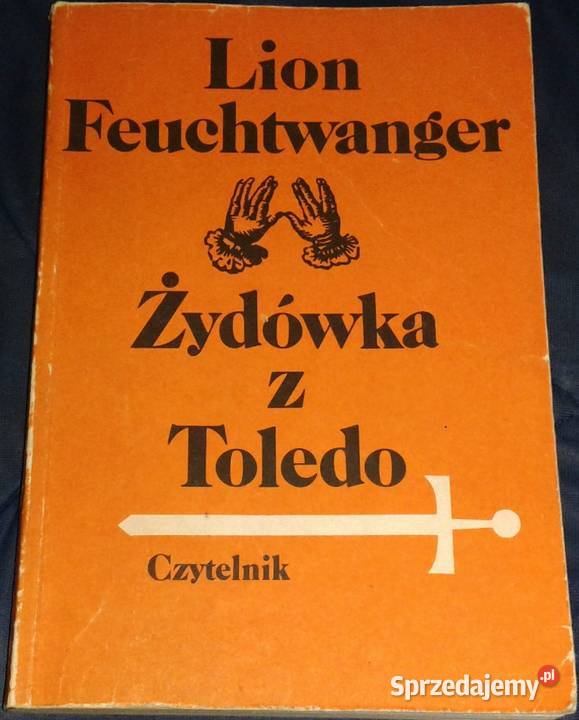 Lion
Feuchtwanger
Żydówka
z
Toledo
Czytelnik
Sprzedajemy.pl